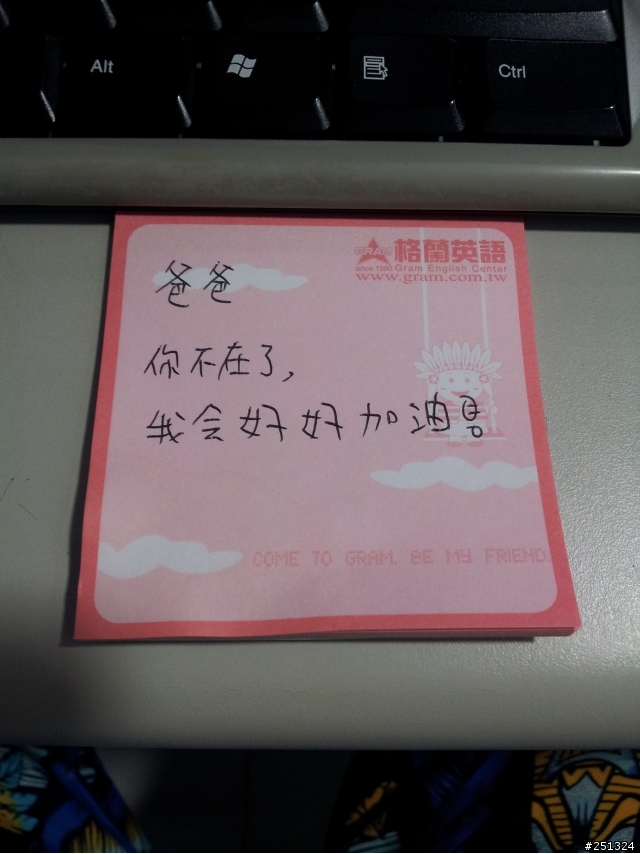 Alt
Ctrl
GRAM
格蘭英語
since 1980 Gram English Center
www.gram.com.tw
爸爸
你不在了,
我会好好加油
COME TO GRAM. BE MY FRIEND.
#251324